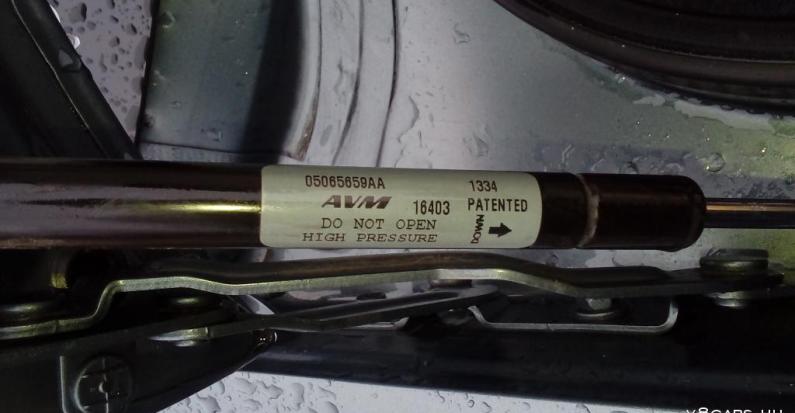 05065659AA 1334
AVM 16403 PATENTED
DO NOT OPEN
HIGH PRESSURE
DOWN